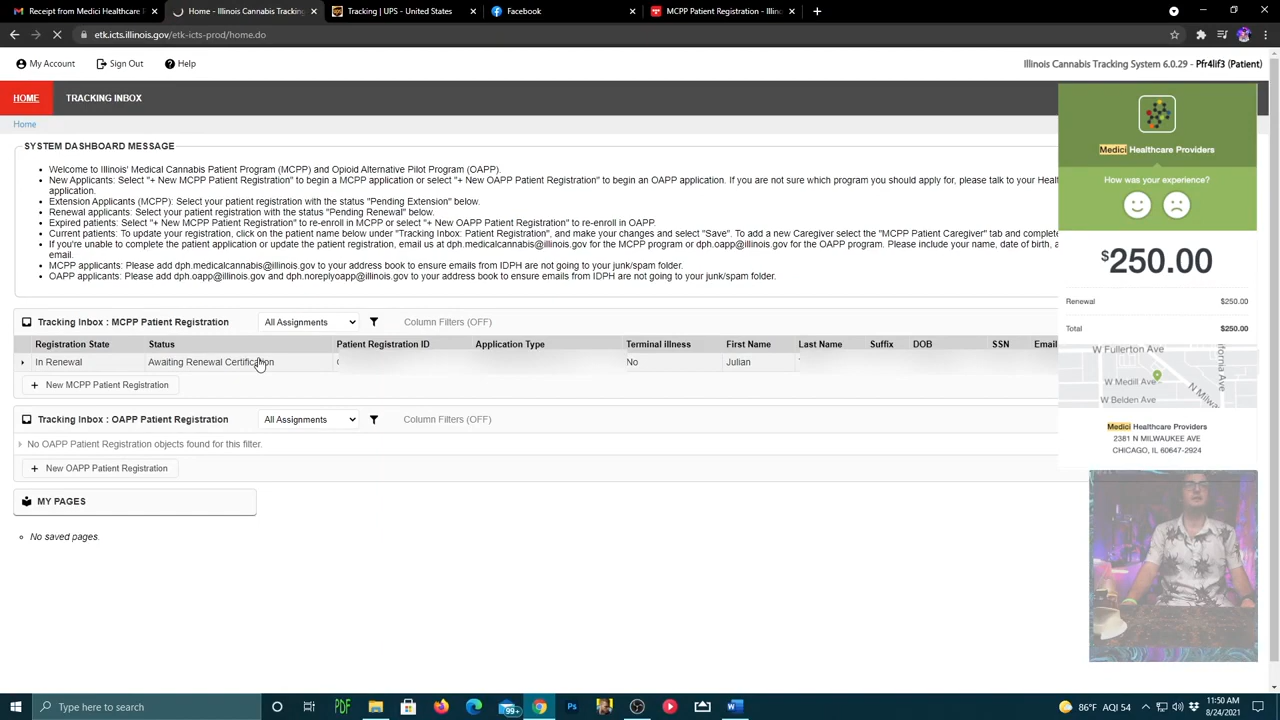 Receipt from Medici Healthcare P
Home - Illinois Cannabis Tracking
Tracking | UPS - United States
Facebook
MCPP Patient Registration - Illin
etk.icts.illinois.gov/etk-icts-prod/home.do
My Account Sign Out Help
Illinois Cannabis Tracking System 6.0.29 - Pfr4lif3 (Patient)
HOME TRACKING INBOX
Home
SYSTEM DASHBOARD MESSAGE
Welcome to Illinois' Medical Cannabis Patient Program (MCPP) and Opioid Alternative Pilot Program (OAPP).
New Applicants: Select "+ New MCPP Patient Registration" to begin a MCPP application or select "+ New OAPP Patient Registration" to begin an OAPP application. If you are not sure which program you should apply for, please talk to your Heal
application.
Extension Applicants (MCPP): Select your patient registration with the status "Pending Extension" below.
Renewal applicants: Select your patient registration with the status "Pending Renewal" below.
Expired patients: Select "+ New MCPP Patient Registration" to re-enroll in MCPP or select "+ New OAPP Patient Registration" to re-enroll in OAPP.
Current patients: To update your registration, click on the patient name below under "Tracking Inbox: Patient Registration", and make your changes and select "Save". To add a new Caregiver select the "MCPP Patient Caregiver" tab and complete
If you're unable to complete the patient application or update the patient registration, email us at dph.medicalcannabis@illinois.gov for the MCPP program or dph.oapp@illinois.gov for the OAPP program. Please include your name, date of birth, a
email.
MCPP applicants: Please add dph.medicalcannabis@illinois.gov to your address book to ensure emails from IDPH are not going to your junk/spam folder.
OAPP applicants: Please add dph.oapp@illinois.gov and dph.noreplyoapp@illinois.gov to your address book to ensure emails from IDPH are not going to your junk/spam folder.
Tracking Inbox : MCPP Patient Registration All Assignments Column Filters (OFF)
Registration State Status Patient Registration ID Application Type Terminal illness First Name Last Name Suffix DOB SSN Email
In Renewal Awaiting Renewal Certification No Julian
+ New MCPP Patient Registration
Tracking Inbox : OAPP Patient Registration All Assignments Column Filters (OFF)
No OAPP Patient Registration objects found for this filter.
+ New OAPP Patient Registration
MY PAGES
No saved pages.
Medici Healthcare Providers
How was your experience?
$250.00
Renewal $250.00
Total $250.00
W Fullerton Ave
W Medill Ave
W Belden Ave
N Milwa
ifornia Ave
Medici Healthcare Providers
2381 N MILWAUKEE AVE
CHICAGO, IL 60647-2924
Type here to search
PDF
99+
Ps
86°F AQI 54
11:50 AM
8/24/2021